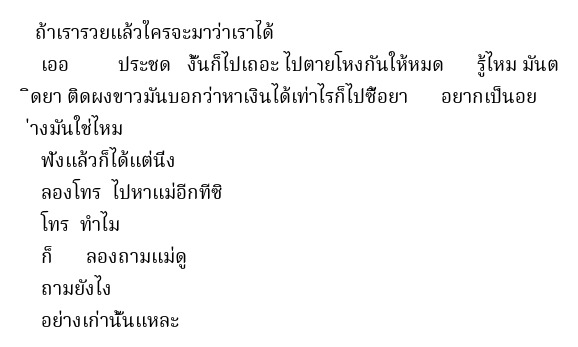 ถ้าเรารวยแล้วใครจะมาว่าเราได้
เออ ประชด งั้นก็ไปเถอะ ไปตายโหงกันให้หมด รู้ไหม มันต
ิดยา ติดผงขาวมันบอกว่าหาเงินได้เท่าไรก็ไปซื้อยา อยากเป็นอย
่างมันใช่ไหม
ฟังแล้วก็ได้แต่นึ่ง
ลองโทร ไปหาแม่อีกทีซิ
โทร ทำไม
ก็ ลองถามแม่ดู
ถามยังไง
อย่างเก่านั้นแหละ